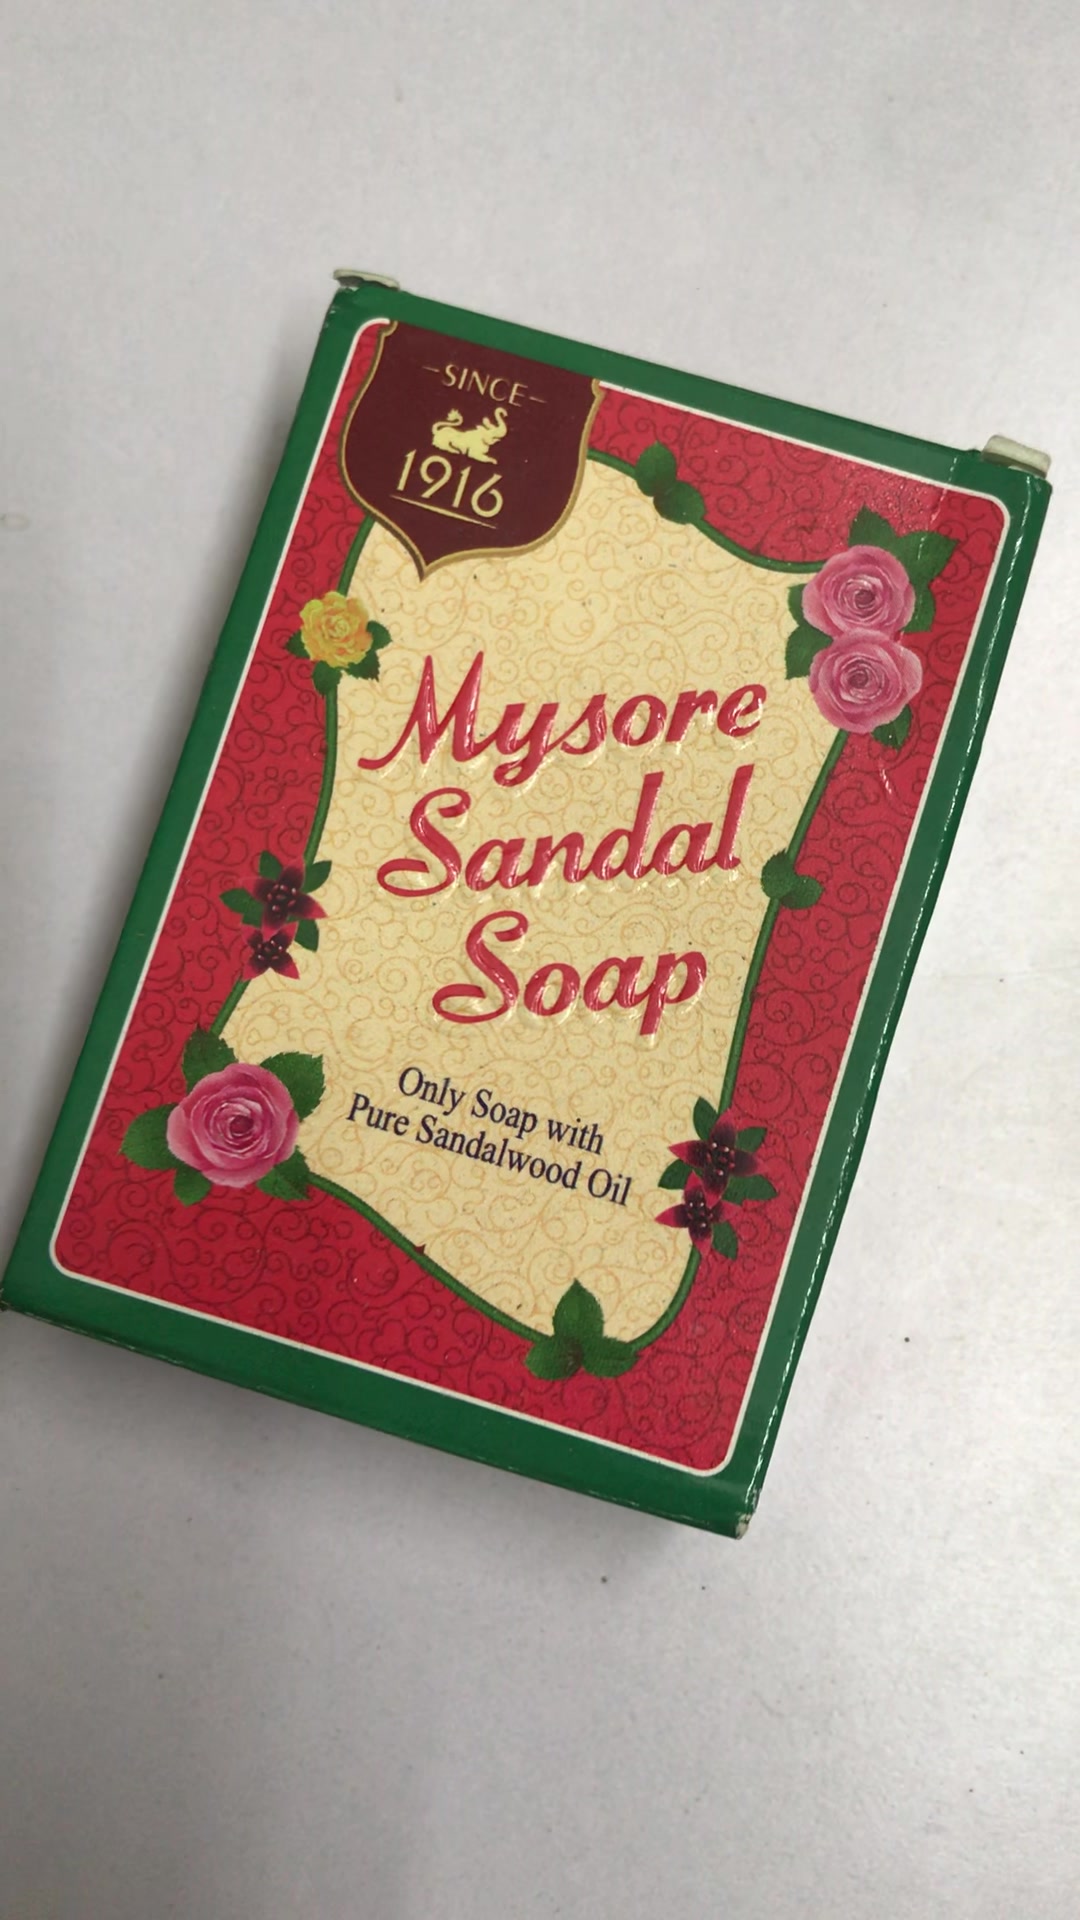 -SINCE-
1916
Mysore
Sandal
Soap
Only Soap with
Pure Sandalwood Oil